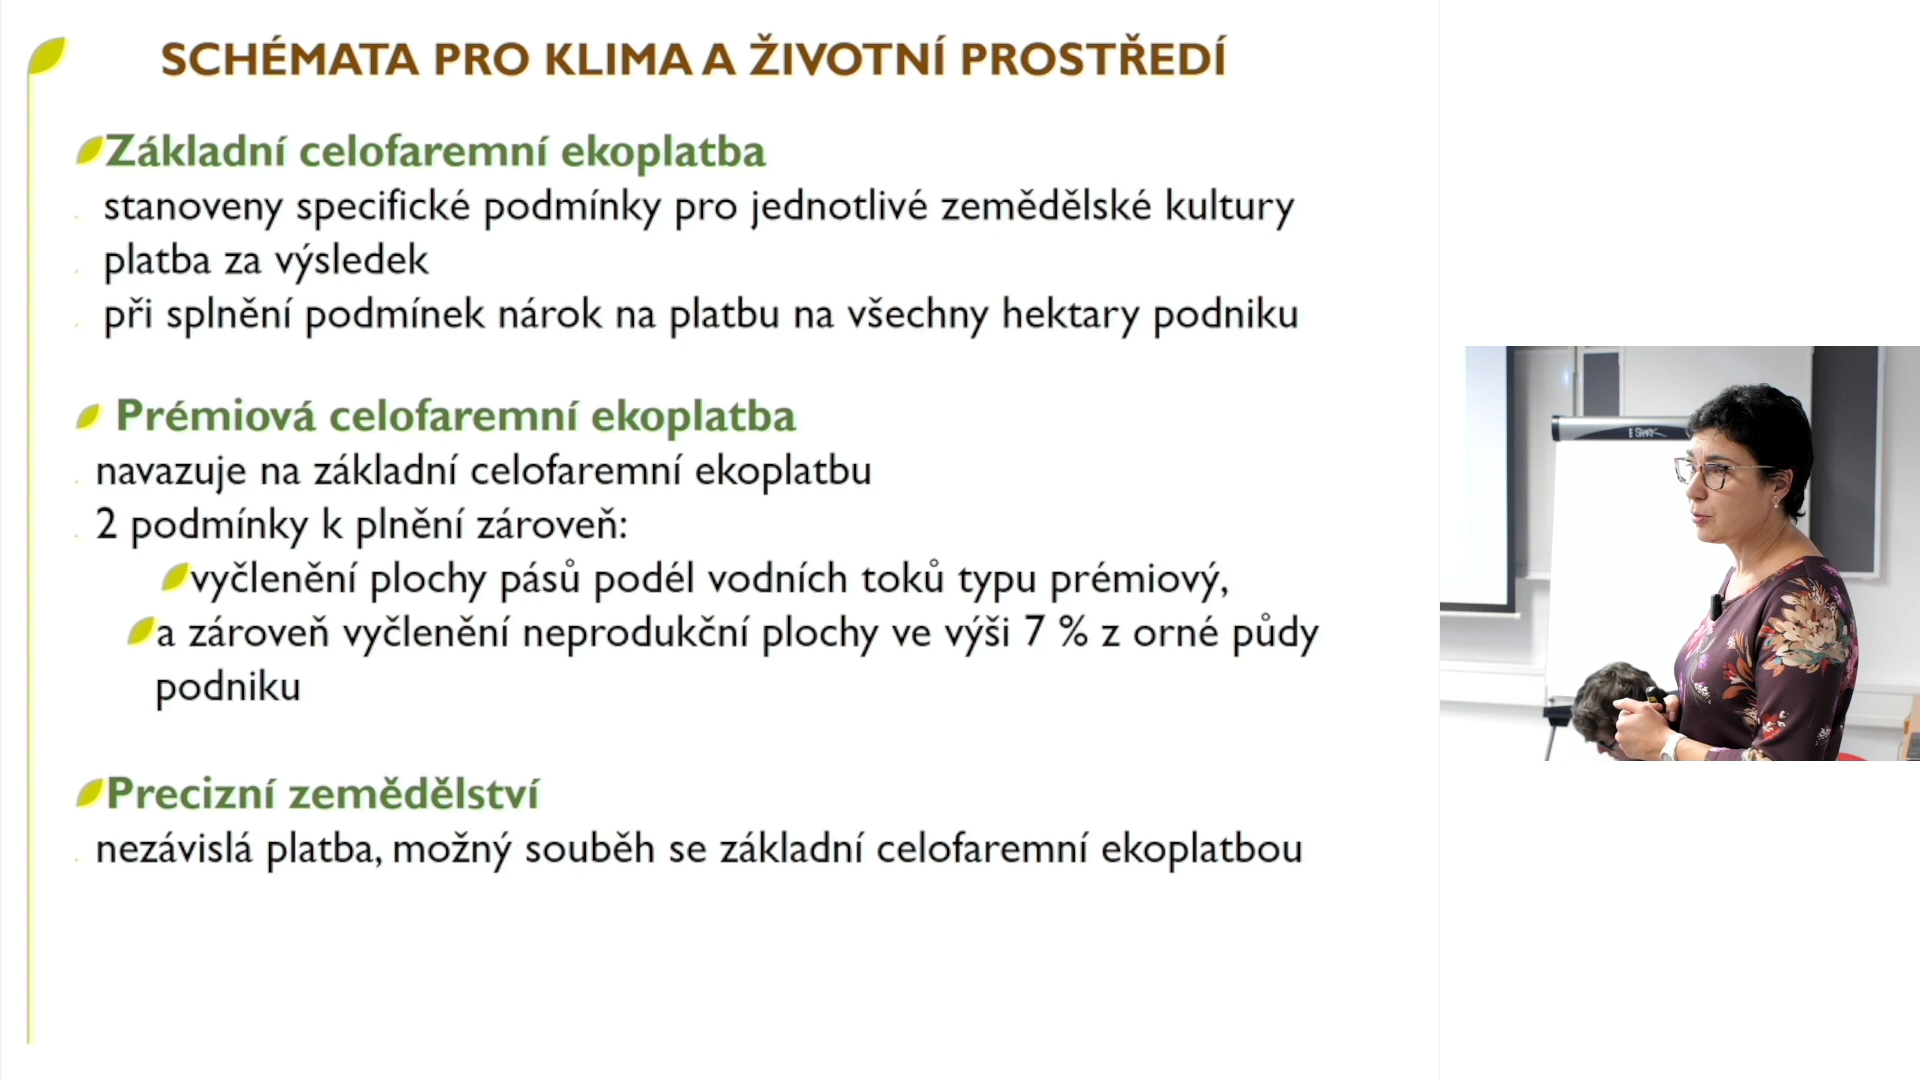 SCHÉMATA PRO KLIMA A ŽIVOTNÍ PROSTŘEDÍ
Základní celofaremní ekoplatba
stanoveny specifické podmínky pro jednotlivé zemědělské kultury
platba za výsledek
při splnění podmínek nárok na platbu na všechny hektary podniku
Prémiová celofaremní ekoplatba
navazuje na základní celofaremní ekoplatbu
2 podmínky k plnění zároveň:
vyčlenění plochy pásů podél vodních toků typu prémiový,
a zároveň vyčlenění neprodukční plochy ve výši 7 % z orné půdy
podniku
Precizní zemědělství
nezávislá platba, možný souběh se základní celofaremní ekoplatbou